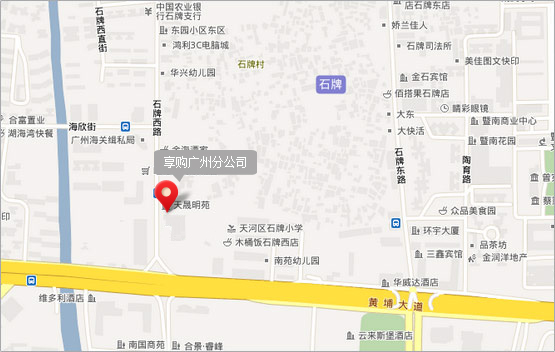 中国农业银
行石牌支行
石牌西直街
东园小区东区
鸿利3C电脑城
石牌村
华兴幼儿园
石牌
店石牌东店
娇兰佳人
石牌司法所
美佳图文快印
金石宾馆
佰搭果石牌店
晴彩眼镜
合富置业
湖海湾快餐
海欣街
广州海关缉私局
石牌西路
大东
大快活
暨南商业中心
暨南花园
石牌东路
陶育路
享购广州分公司
天晟明苑
众品美食园
印
天河区石牌小学
木桶饭石牌西店
南苑幼儿园
环宇大厦
三鑫宾馆
品茶坊
金润洋地产
维多利酒店
华威达酒店
黄埔大道
云来斯堡酒店
南国商苑
合景·睿峰